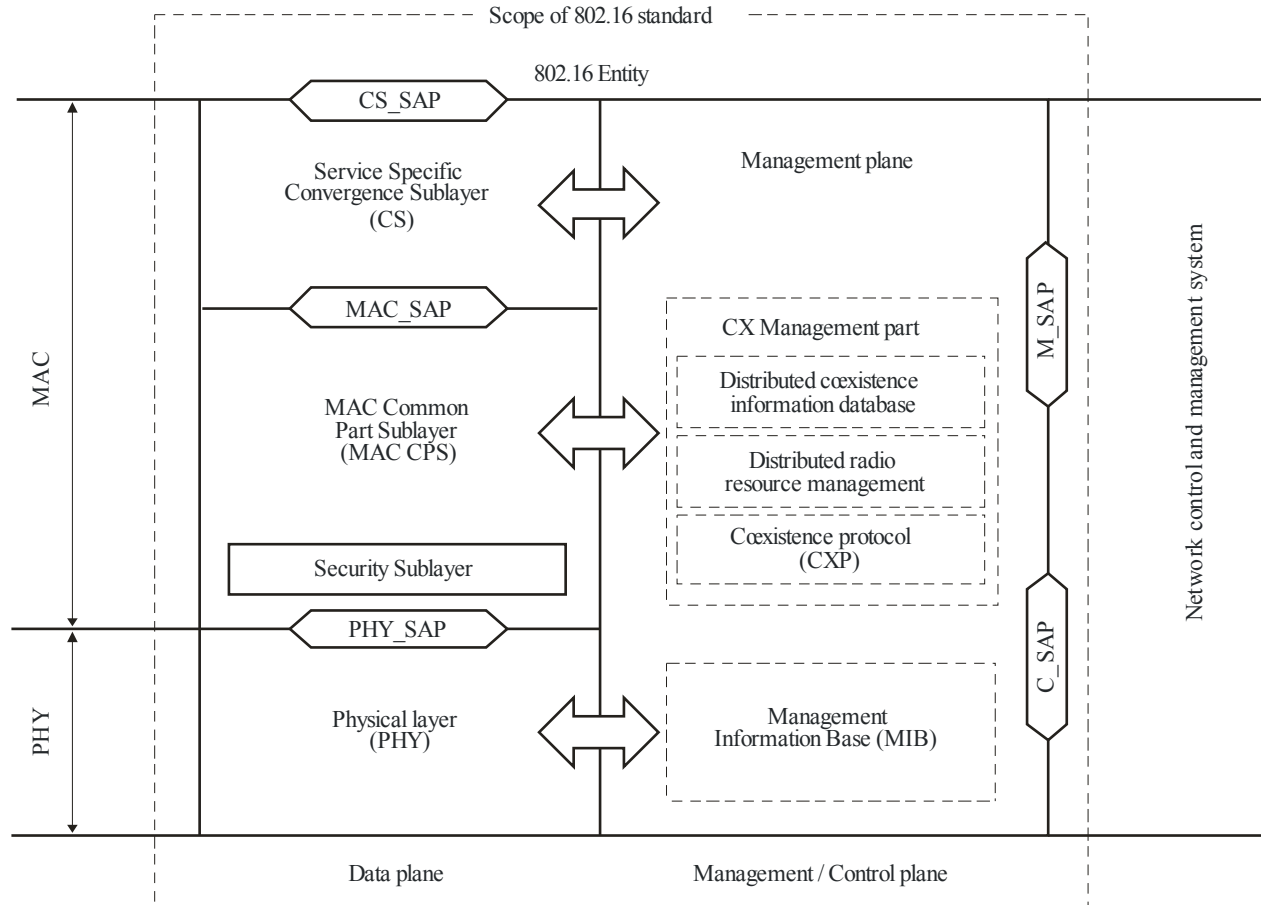 Scope of 802.16 standard
802.16 Entity
CS_SAP
Service Specific
Convergence Sublayer
(CS)
Management plane
MAC_SAP
CX Management part
Distributed coexistence
information database
MAC Common
Part Sublayer
(MAC CPS)
Distributed radio
resource management
Coexistence protocol
(CXP)
Security Sublayer
PHY_SAP
Physical layer
(PHY)
Management
Information Base (MIB)
MAC
PHY
M_SAP
C_SAP
Network control and management system
Data plane
Management / Control plane